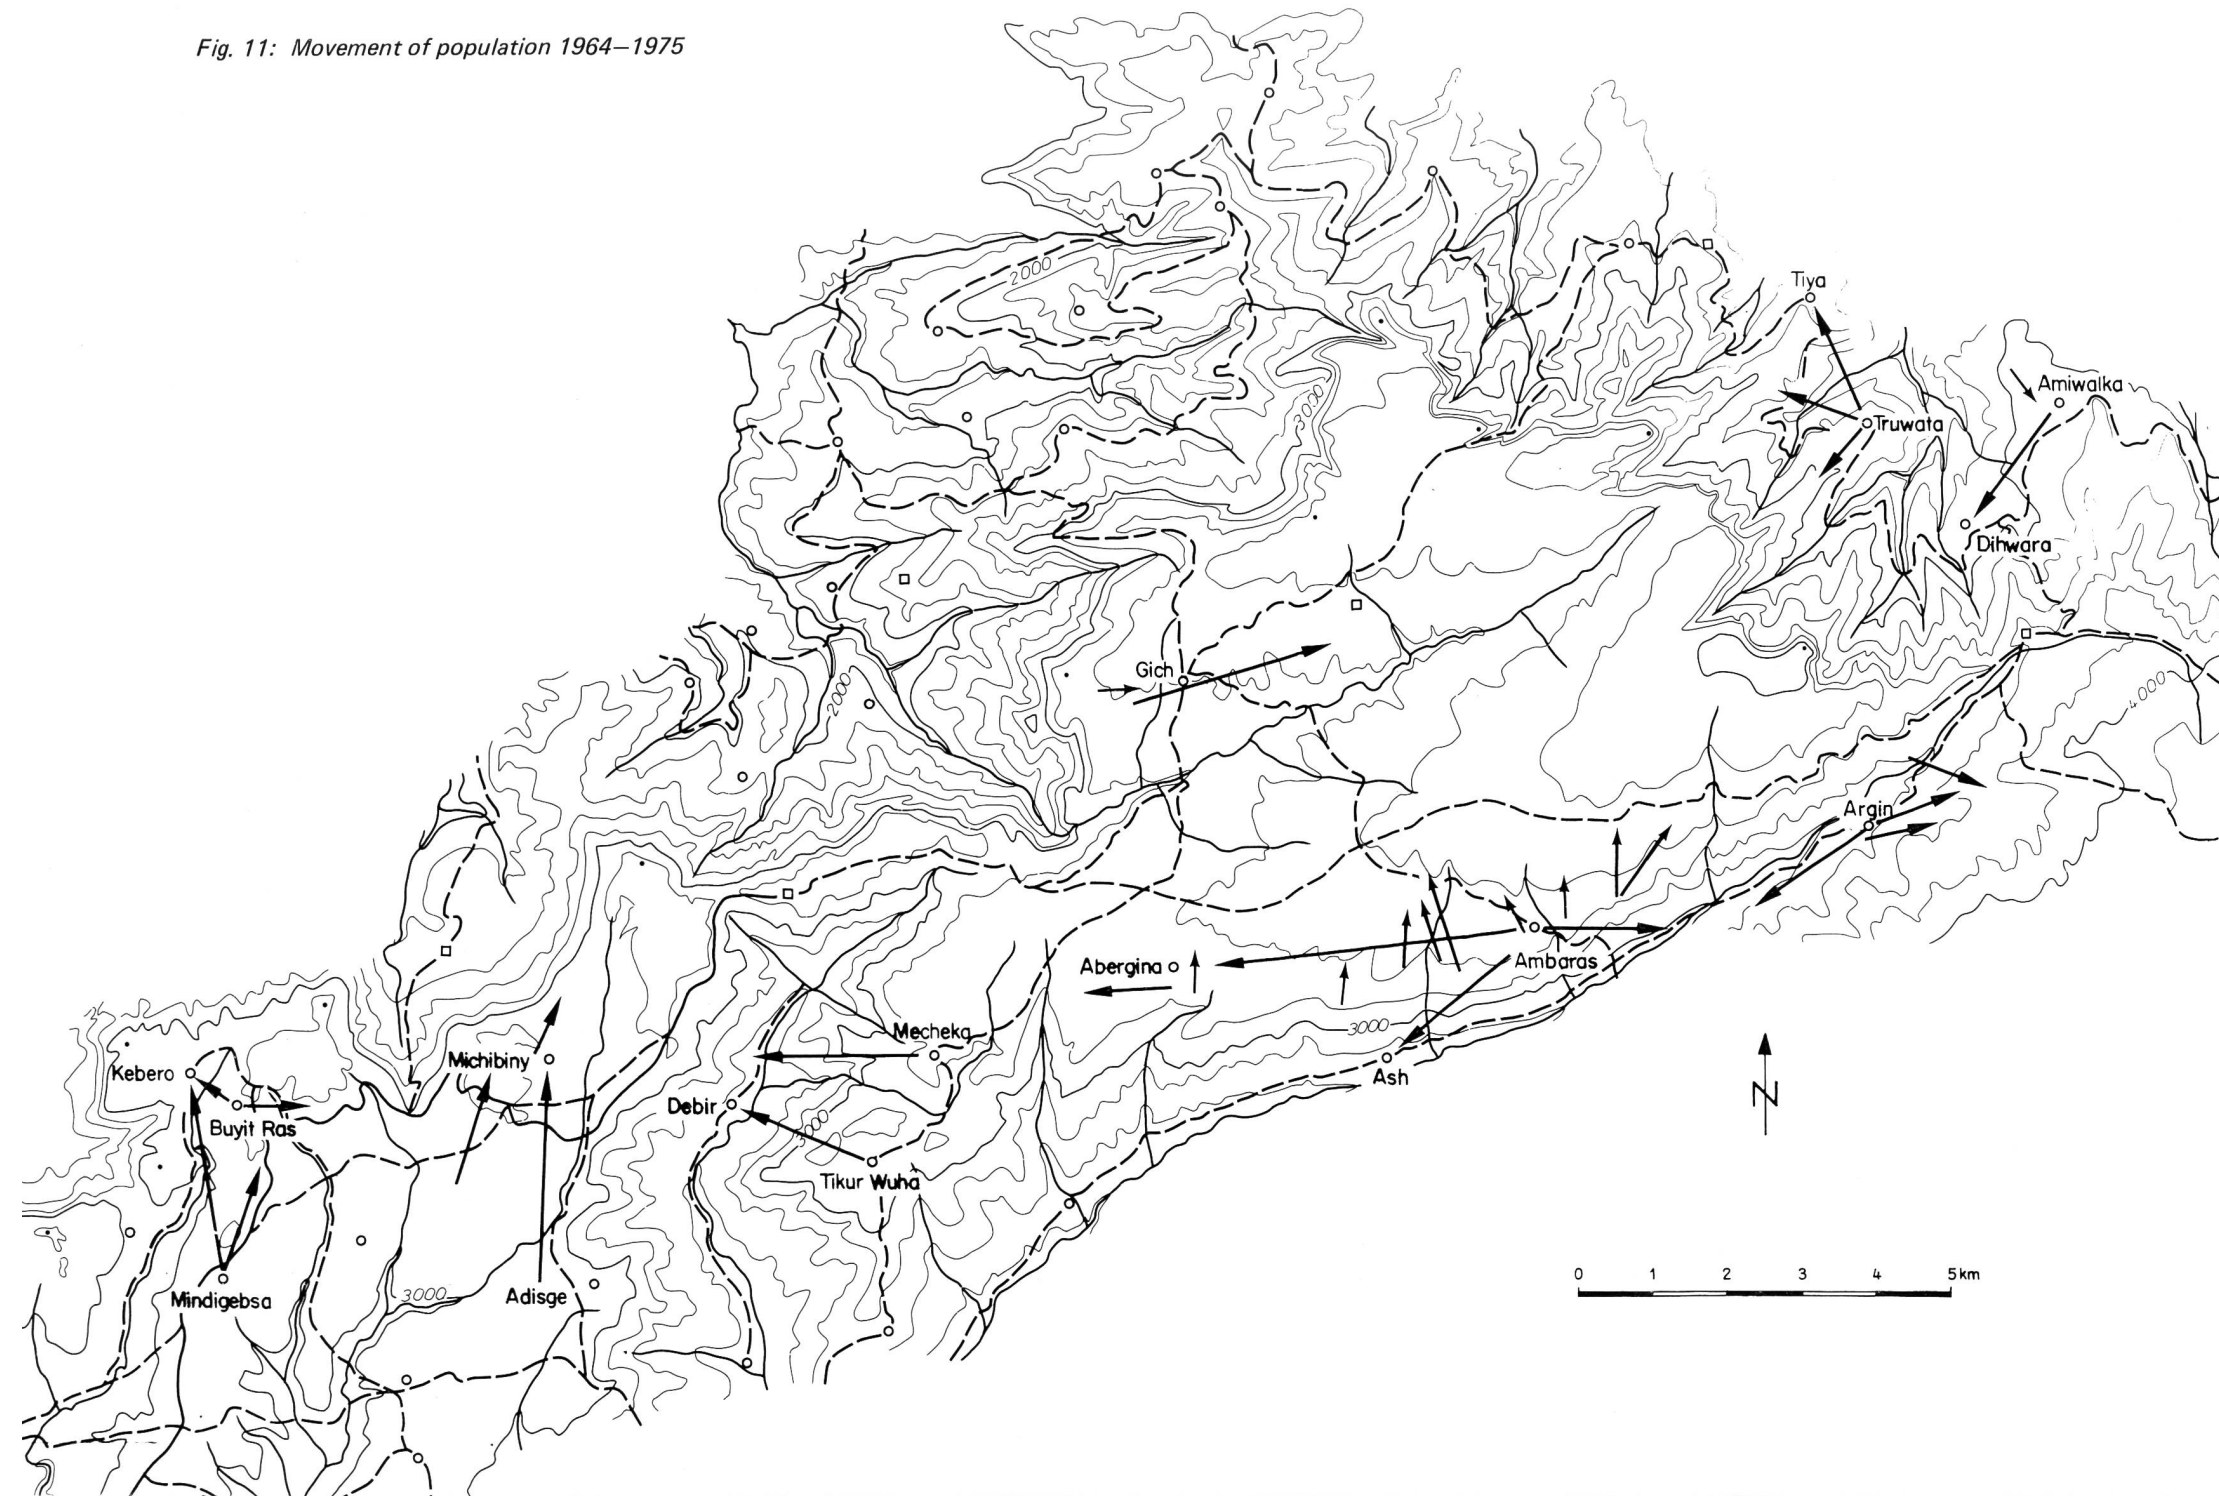 Fig. 11: Movement of population 1964–1975
2000
Tiya
Amiwalka
3000
Truwata
Dihwara
Gich
2000
4000
Argin
Abergina
Ambaras
Mecheka
3000
Michibiny
Kebero
Ash
N
Debir
Buyit Ras
3000
Tikur Wuha
0 1 2 3 4 5 km
Mindigebsa
3000
Adisge